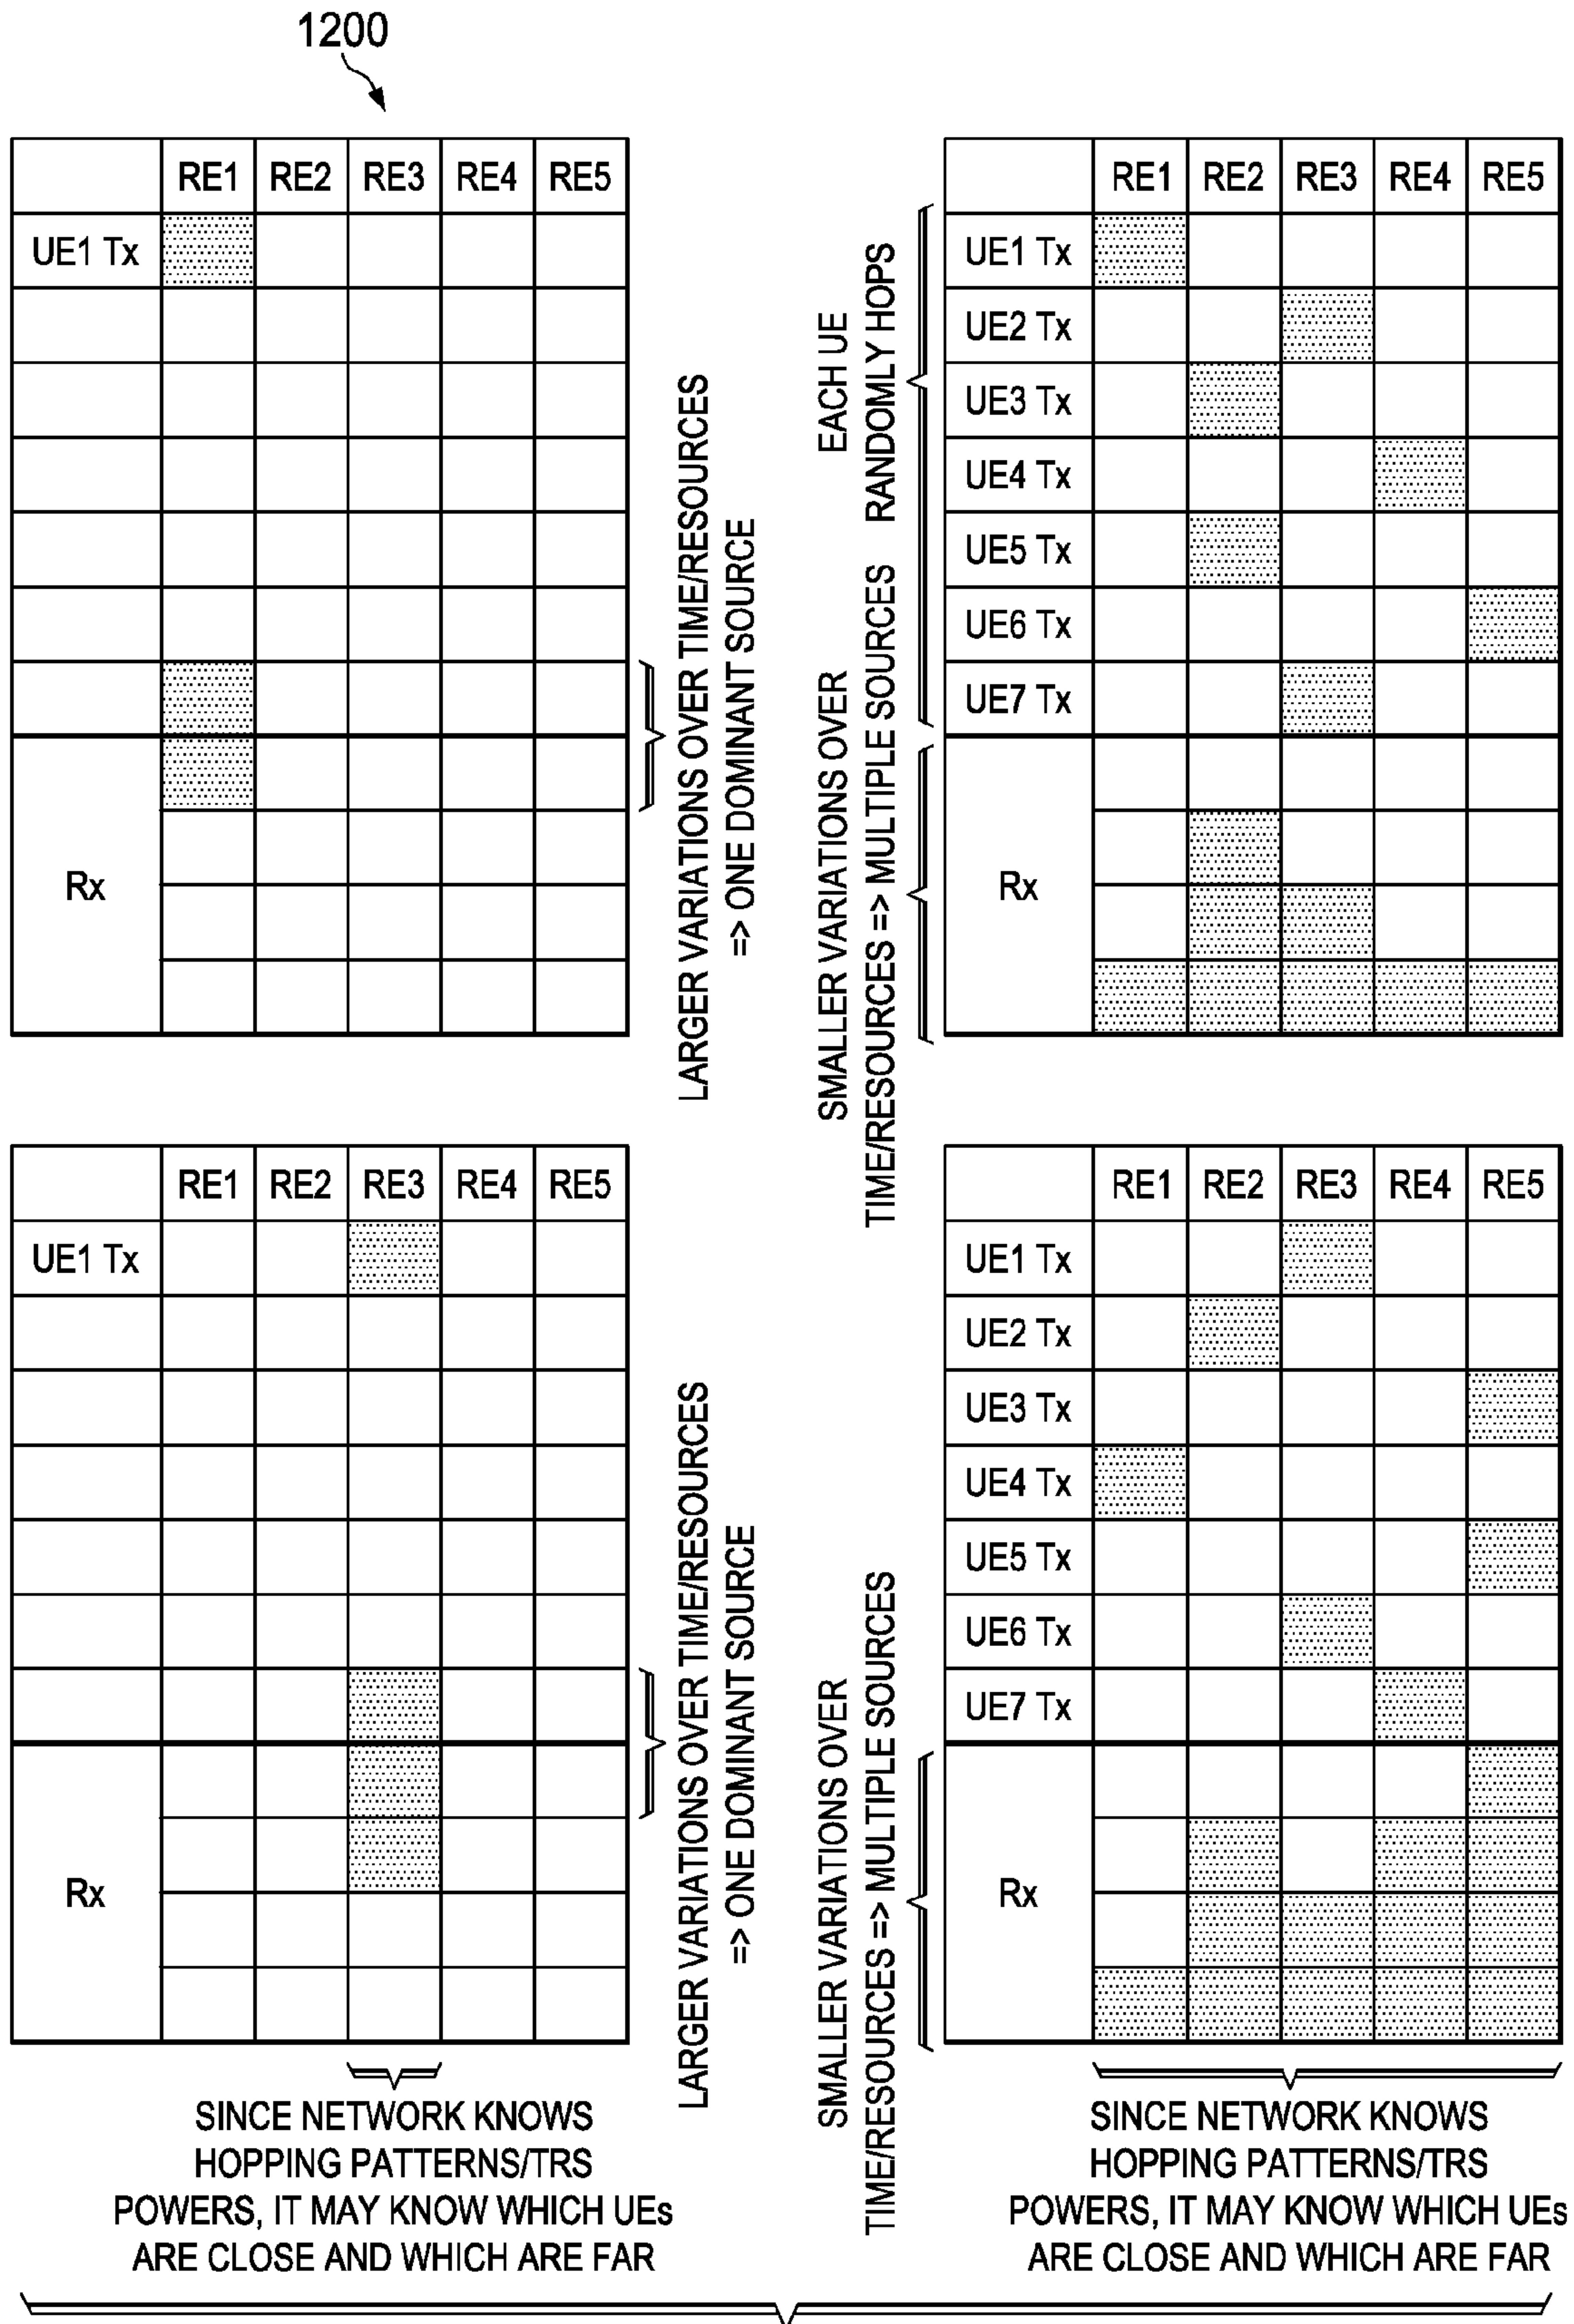 1200
RE1 RE2 RE3 RE4 RE5
UE1 Tx
Rx
LARGER VARIATIONS OVER TIME/RESOURCES
=> ONE DOMINANT SOURCE
EACH UE
RANDOMLY HOPS
SMALLER VARIATIONS OVER
TIME/RESOURCES => MULTIPLE SOURCES
RE1 RE2 RE3 RE4 RE5
UE1 Tx
UE2 Tx
UE3 Tx
UE4 Tx
UE5 Tx
UE6 Tx
UE7 Tx
Rx
RE1 RE2 RE3 RE4 RE5
UE1 Tx
Rx
LARGER VARIATIONS OVER TIME/RESOURCES
=> ONE DOMINANT SOURCE
SMALLER VARIATIONS OVER
TIME/RESOURCES => MULTIPLE SOURCES
RE1 RE2 RE3 RE4 RE5
UE1 Tx
UE2 Tx
UE3 Tx
UE4 Tx
UE5 Tx
UE6 Tx
UE7 Tx
Rx
SINCE NETWORK KNOWS
HOPPING PATTERNS/TRS
POWERS, IT MAY KNOW WHICH UEs
ARE CLOSE AND WHICH ARE FAR
SINCE NETWORK KNOWS
HOPPING PATTERNS/TRS
POWERS, IT MAY KNOW WHICH UEs
ARE CLOSE AND WHICH ARE FAR